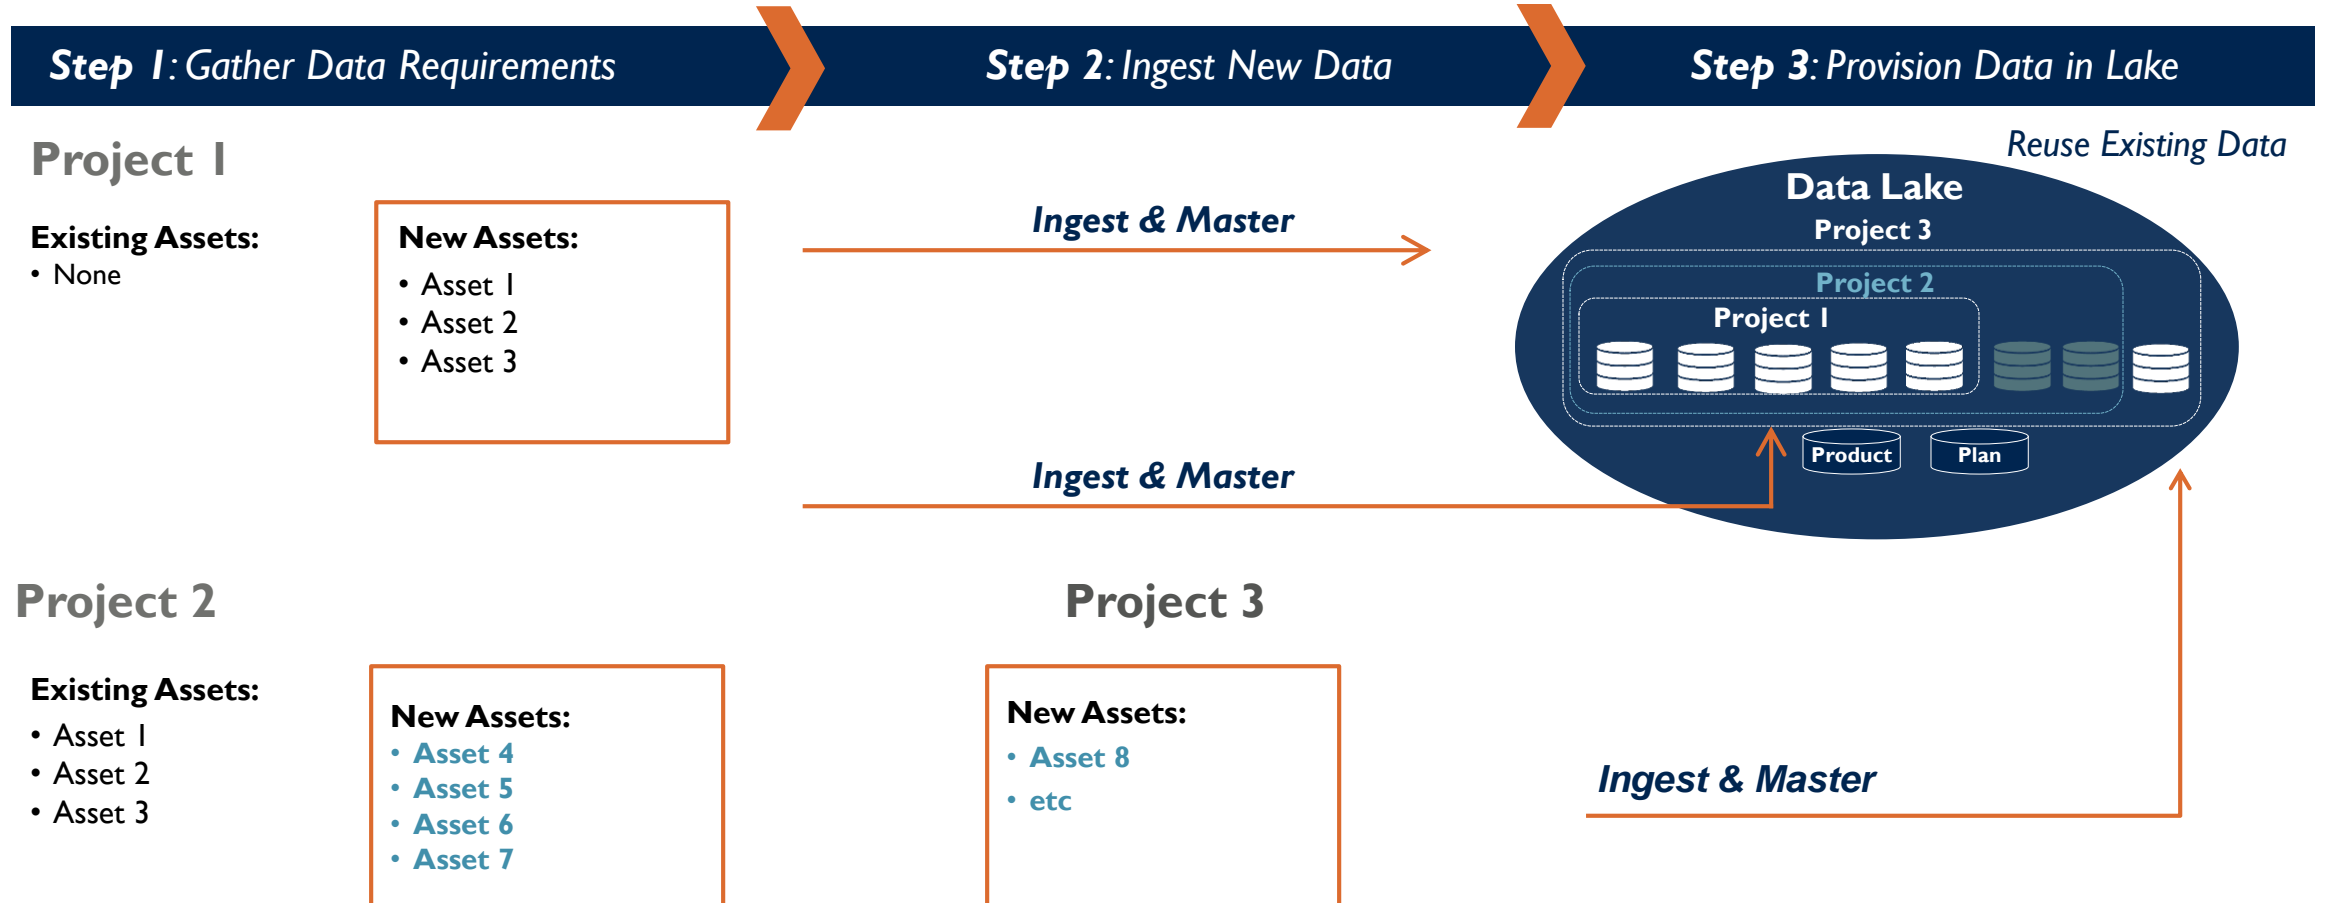 Step 1: Gather Data Requirements
Step 2: Ingest New Data
Step 3: Provision Data in Lake
Project 1
Existing Assets:
• None
New Assets:
• Asset 1
• Asset 2
• Asset 3
Ingest & Master
Ingest & Master
Reuse Existing Data
Data Lake
Project 3
Project 2
Project 1
Product
Plan
Project 2
Existing Assets:
• Asset 1
• Asset 2
• Asset 3
New Assets:
• Asset 4
• Asset 5
• Asset 6
• Asset 7
Project 3
New Assets:
• Asset 8
• etc
Ingest & Master